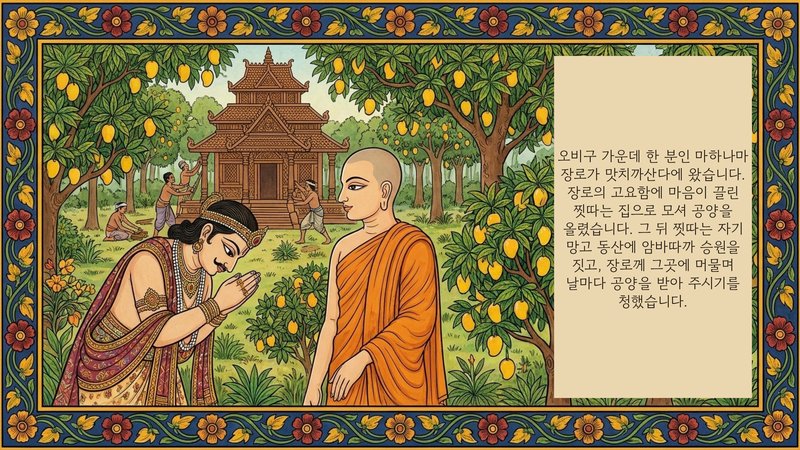 오비구 가운데 한 분인 마하나마
장로가 맛치까산다에 왔습니다.
장로의 고요함에 마음이 끌린
찟따는 집으로 모셔 공양을
올렸습니다. 그 뒤 찟따는 자기
망고 동산에 암바따까 승원을
짓고, 장로께 그곳에 머물며
날마다 공양을 받아 주시기를
청했습니다.